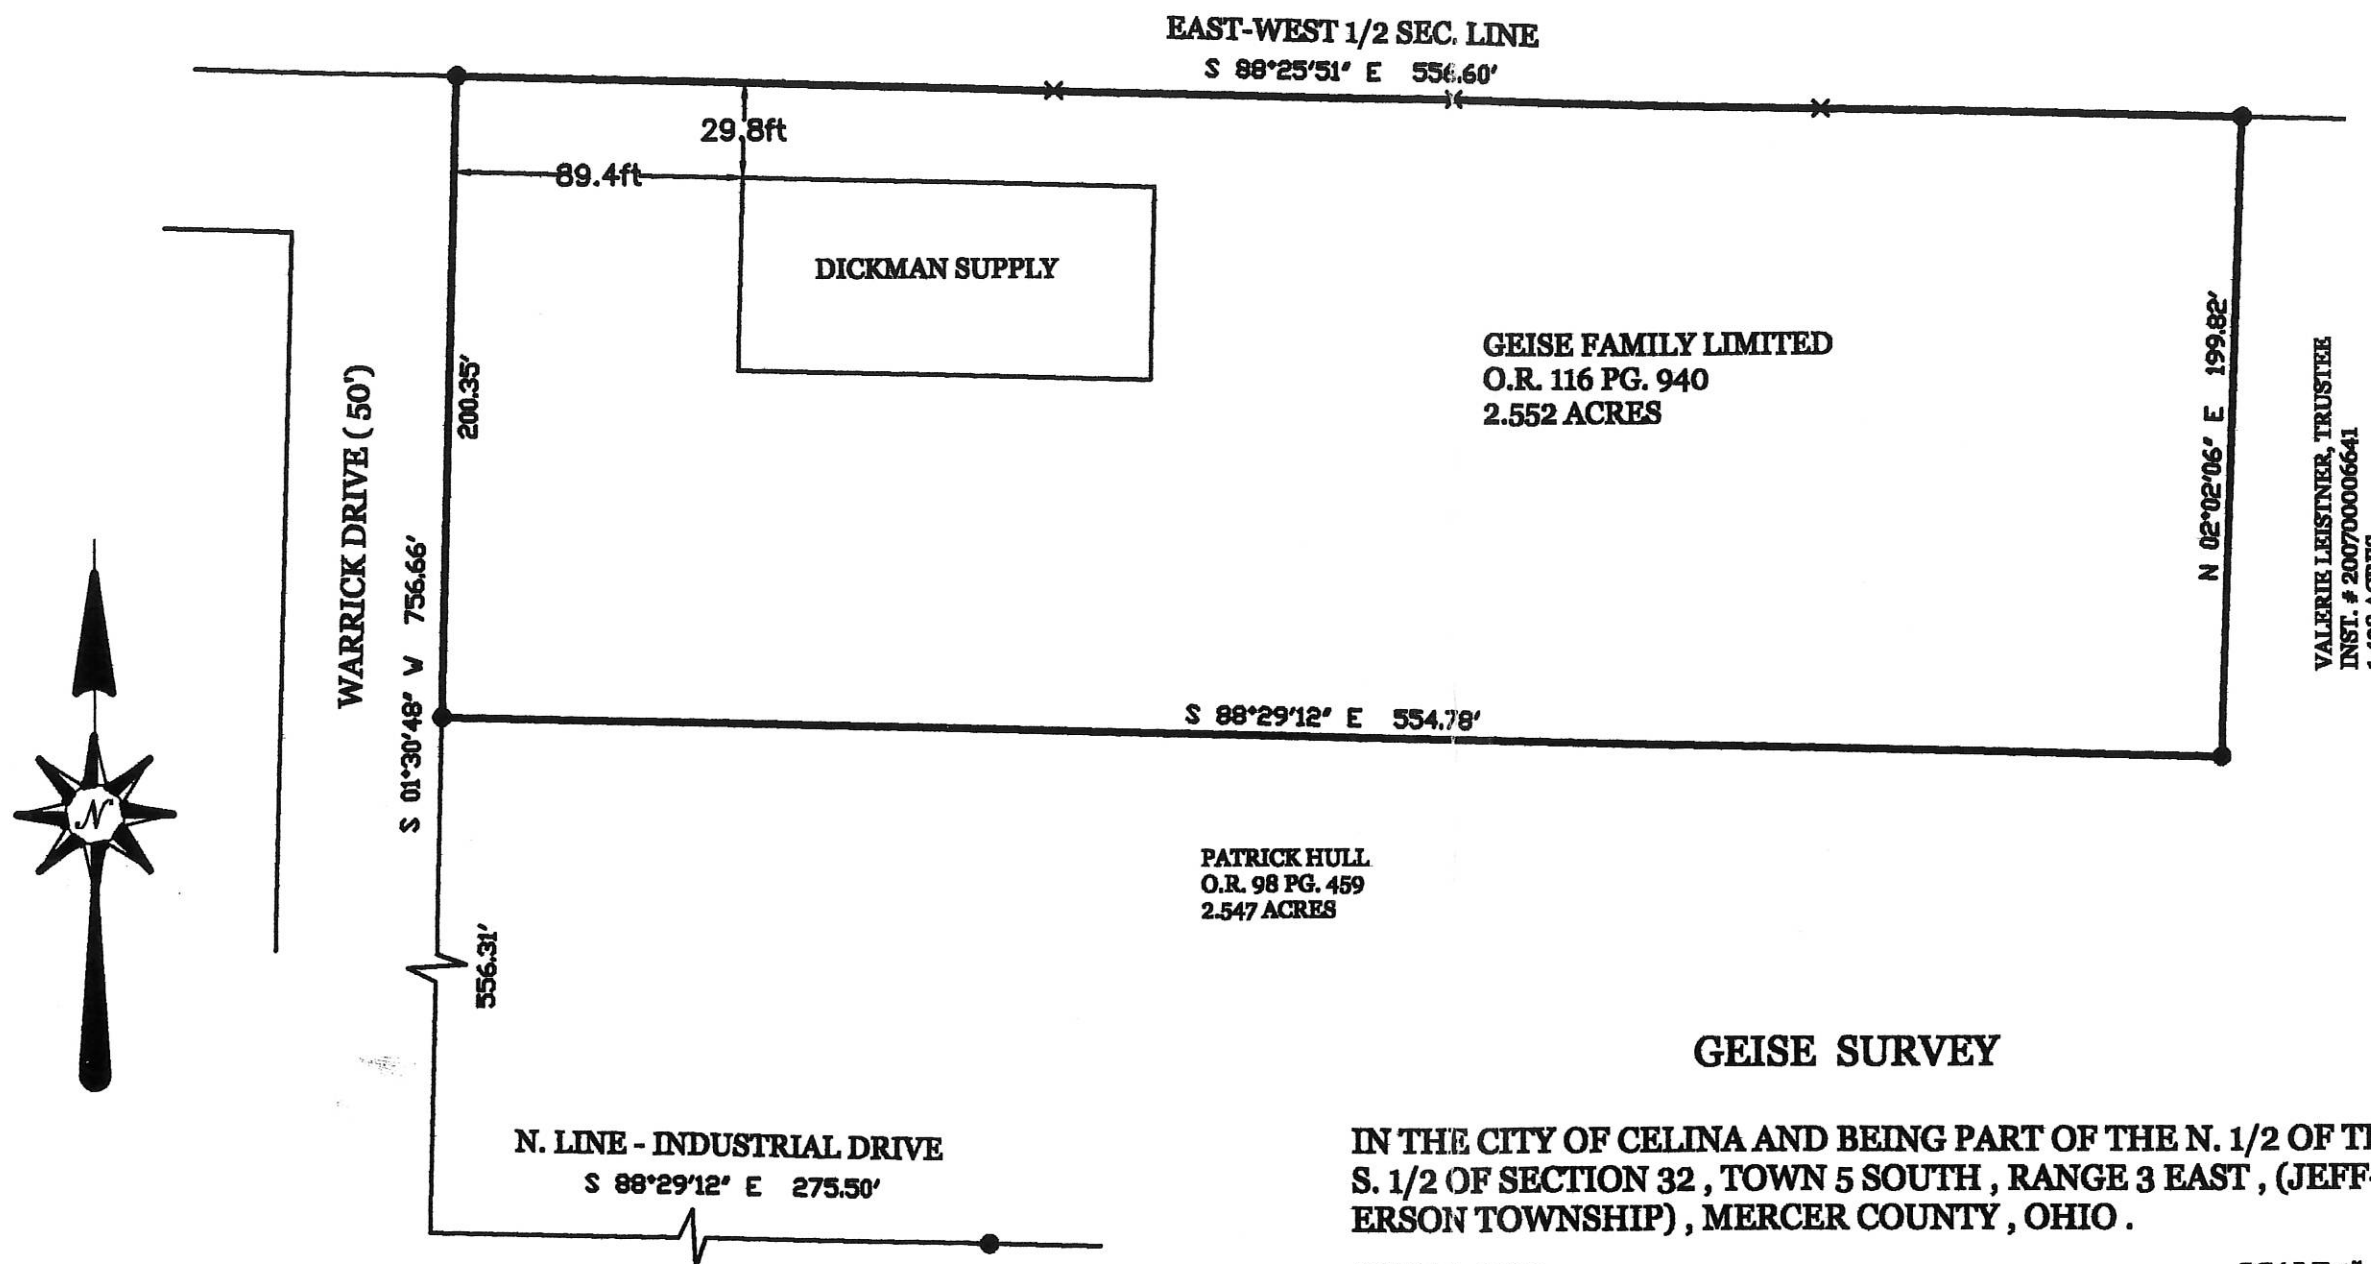 EAST-WEST 1/2 SEC. LINE
S 88°25'51" E 556.60'
29.8ft
89.4ft
DICKMAN SUPPLY
GEISE FAMILY LIMITED
O.R. 116 PG. 940
2.552 ACRES
200.35'
N 02°02'06" E 199.82'
VALERIE LEISTNER, TRUSTEE
INST. # 200700006641
WARRICK DRIVE ( 50')
S 01°30'48" W 756.66'
S 88°29'12" E 554.78'
N
PATRICK HULL
O.R. 98 PG. 459
2.547 ACRES
556.31'
GEISE SURVEY
N. LINE - INDUSTRIAL DRIVE
S 88°29'12" E 275.50'
IN THE CITY OF CELINA AND BEING PART OF THE N. 1/2 OF
S. 1/2 OF SECTION 32 , TOWN 5 SOUTH , RANGE 3 EAST , (JEFF-
ERSON TOWNSHIP) , MERCER COUNTY , OHIO .